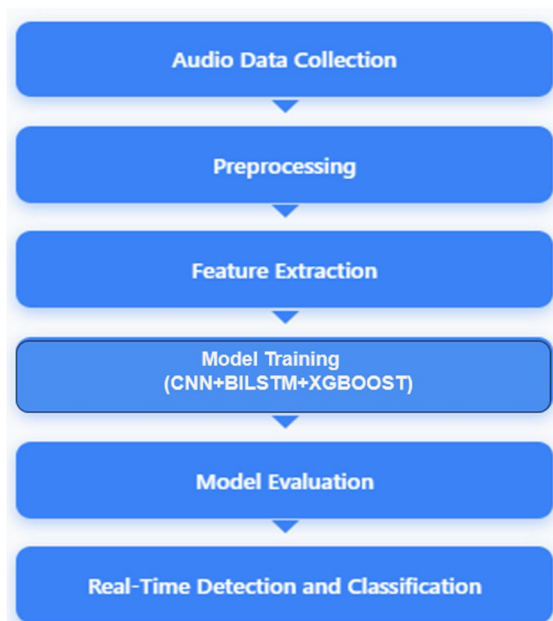 Audio Data Collection
Preprocessing
Feature Extraction
Model Training
(CNN+BILSTM+XGBOOST)
Model Evaluation
Real-Time Detection and Classification